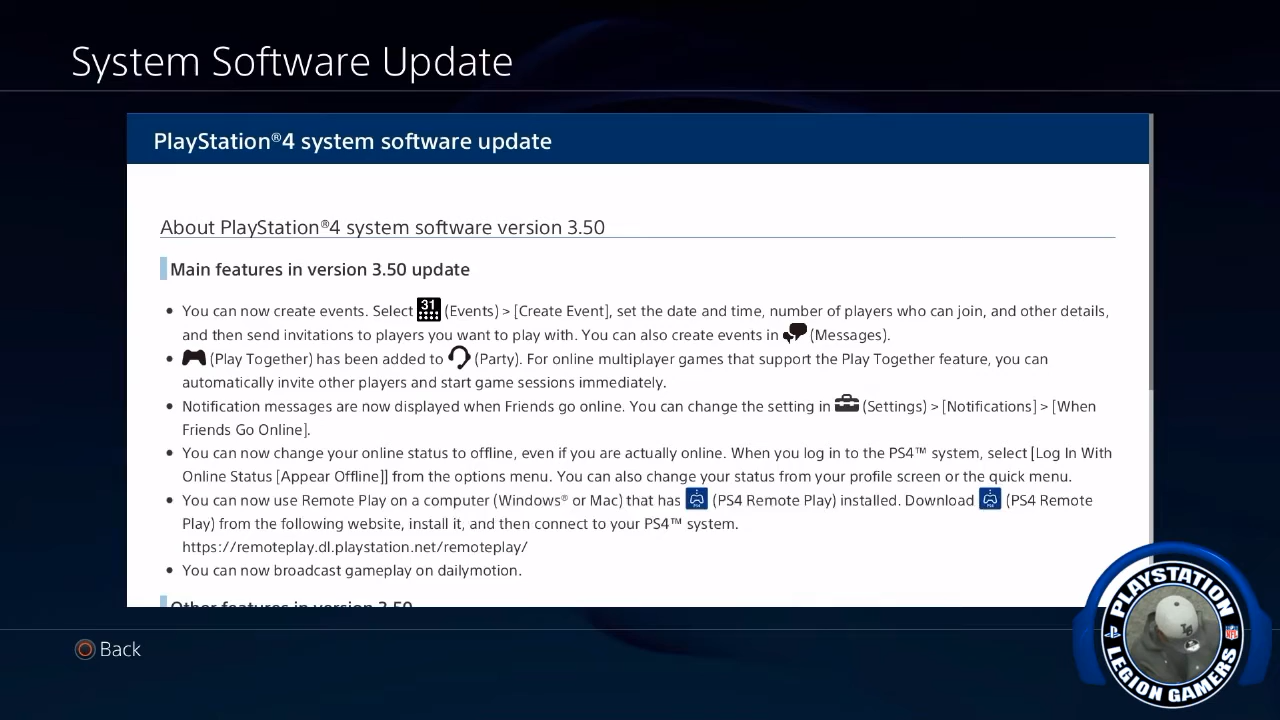 System Software Update
PlayStation®4 system software update
About PlayStation®4 system software version 3.50
Main features in version 3.50 update
• You can now create events. Select 31 (Events) > [Create Event], set the date and time, number of players who can join, and other details,
and then send invitations to players you want to play with. You can also create events in (Messages).
• (Play Together) has been added to (Party). For online multiplayer games that support the Play Together feature, you can
automatically invite other players and start game sessions immediately.
• Notification messages are now displayed when Friends go online. You can change the setting in (Settings) > [Notifications] > [When
Friends Go Online].
• You can now change your online status to offline, even if you are actually online. When you log in to the PS4™ system, select [Log In With
Online Status [Appear Offline]] from the options menu. You can also change your status from your profile screen or the quick menu.
• You can now use Remote Play on a computer (Windows® or Mac) that has (PS4 Remote Play) installed. Download (PS4 Remote
Play) from the following website, install it, and then connect to your PS4™ system.
https://remoteplay.dl.playstation.net/remoteplay/
• You can now broadcast gameplay on dailymotion.
Other features in version 3.50
Back
PLAYSTATION
LEGION GAMERS
NFL